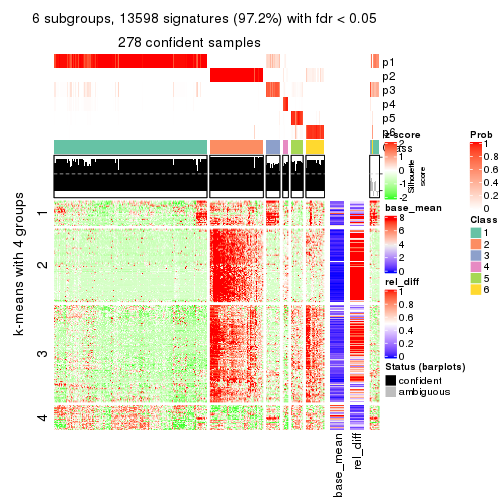 6 subgroups, 13598 signatures (97.2%) with fdr < 0.05
278 confident samples
p1
p2
p3
p4
p5
p6
Class
z-score
2
1
0
-1
-2
Silhouette
score
Prob
1
0.8
0.6
0.4
0.2
0
k-means with 4 groups
1
2
3
4
base_mean
8
6
4
2
0
Class
1
2
3
4
5
6
rel_diff
1
0.8
0.6
0.4
0.2
0
Status (barplots)
confident
ambiguous
base_mean
rel_diff